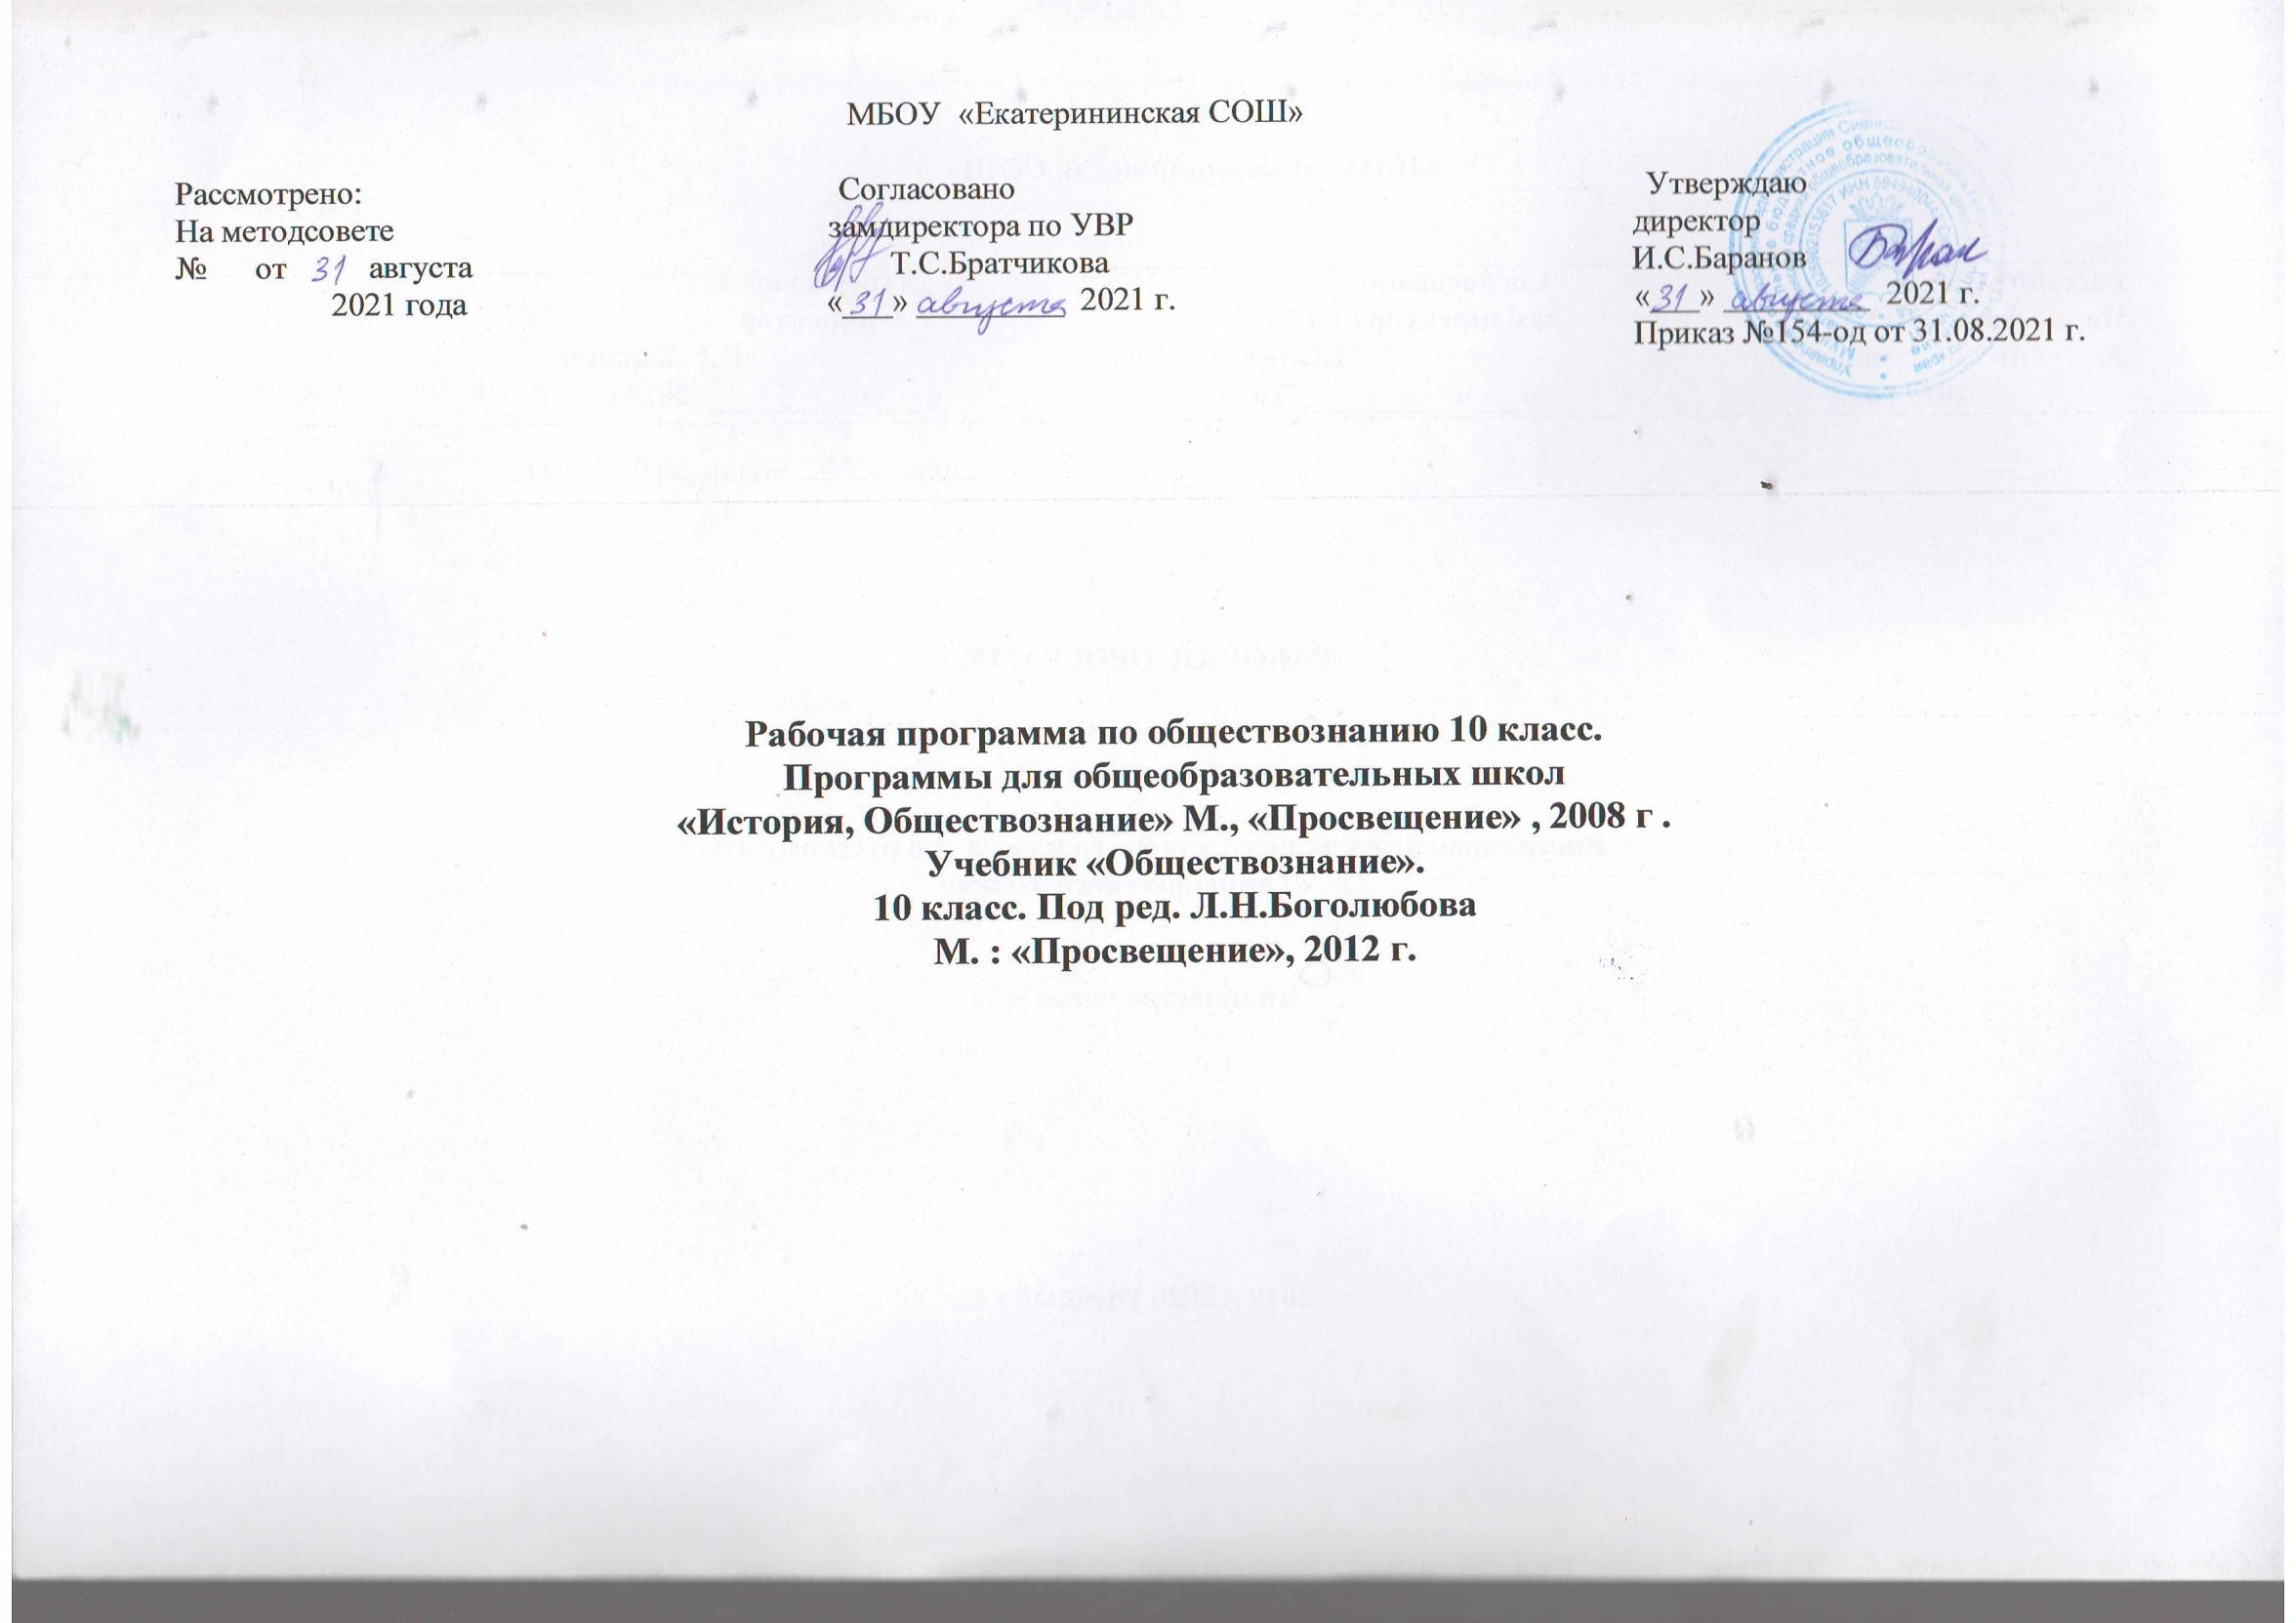 МБОУ «Екатерининская СОШ»
Рассмотрено:
На методсовете
№ от 31 августа
2021 года
Согласовано
замдиректора по УВР
Т.С.Братчикова
«31» августа 2021 г.
Утверждаю
директор
И.С.Баранов
«31» августа 2021 г.
Приказ №154-од от 31.08.2021 г.
Рабочая программа по обществознанию 10 класс.
Программы для общеобразовательных школ
«История, Обществознание» М., «Просвещение» , 2008 г .
Учебник «Обществознание».
10 класс. Под ред. Л.Н.Боголюбова
М. : «Просвещение», 2012 г.